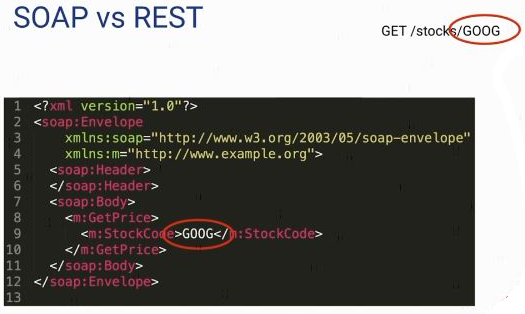 SOAP vs REST
GET /stocks/GOOG
1 <?xml version="1.0"?>
2 <soap:Envelope
3 xmlns:soap="http://www.w3.org/2003/05/soap-envelope"
4 xmlns:m="http://www.example.org">
5 <soap:Header>
6 </soap:Header>
7 <soap:Body>
8 <m:GetPrice>
9 <m:StockCode>GOOG</m:StockCode>
10 </m:GetPrice>
11 </soap:Body>
12 </soap:Envelope>
13